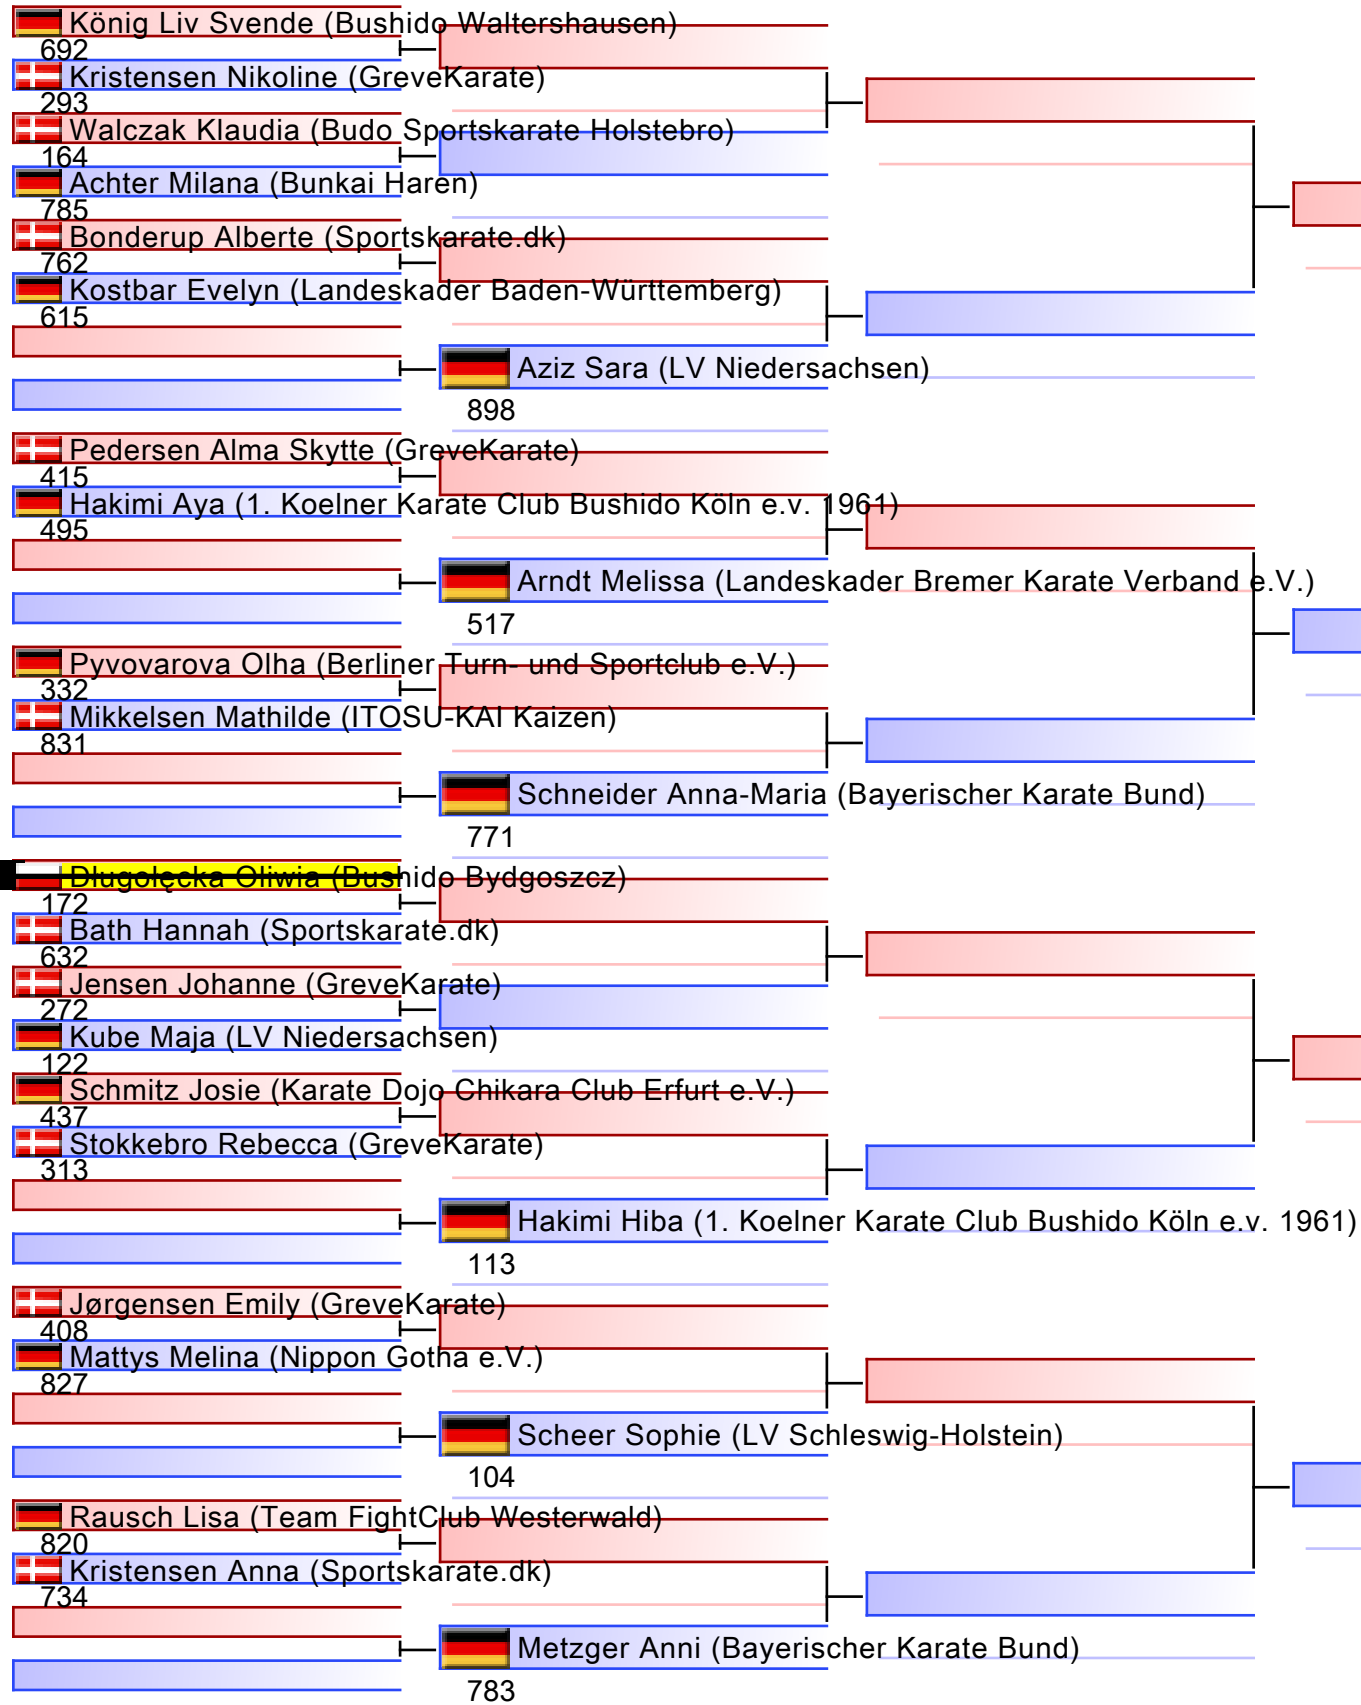 König Liv Svende (Bushido Waltershausen)
692
Kristensen Nikoline (GreveKarate)
293
Walczak Klaudia (Budo Sportskarate Holstebro)
164
Achter Milana (Bunkai Haren)
785
Bonderup Alberte (Sportskarate.dk)
762
Kostbar Evelyn (Landeskader Baden-Württemberg)
615
Aziz Sara (LV Niedersachsen)
898
Pedersen Alma Skytte (GreveKarate)
415
Hakimi Aya (1. Koelner Karate Club Bushido Köln e.v. 1961)
495
Arndt Melissa (Landeskader Bremer Karate Verband e.V.)
517
Pyvovarova Olha (Berliner Turn- und Sportclub e.V.)
332
Mikkelsen Mathilde (ITOSU-KAI Kaizen)
831
Schneider Anna-Maria (Bayerischer Karate Bund)
771
Długolęcka Oliwia (Bushido Bydgoszcz)
172
Bath Hannah (Sportskarate.dk)
632
Jensen Johanne (GreveKarate)
272
Kube Maja (LV Niedersachsen)
122
Schmitz Josie (Karate Dojo Chikara Club Erfurt e.V.)
437
Stokkebro Rebecca (GreveKarate)
313
Hakimi Hiba (1. Koelner Karate Club Bushido Köln e.v. 1961)
113
Jørgensen Emily (GreveKarate)
408
Mattys Melina (Nippon Gotha e.V.)
827
Scheer Sophie (LV Schleswig-Holstein)
104
Rausch Lisa (Team FightClub Westerwald)
820
Kristensen Anna (Sportskarate.dk)
734
Metzger Anni (Bayerischer Karate Bund)
783